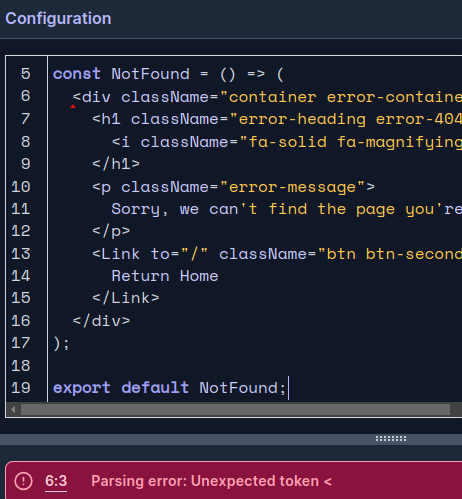 Configuration
5 const NotFound = () => (
6 <div className="container error-containe
7 <h1 className="error-heading error-404
8 <i className="fa-solid fa-magnifying
9 </h1>
10 <p className="error-message">
11 Sorry, we can't find the page you're
12 </p>
13 <Link to="/" className="btn btn-second
14 Return Home
15 </Link>
16 </div>
17 );
18
19 export default NotFound;
6:3 Parsing error: Unexpected token <